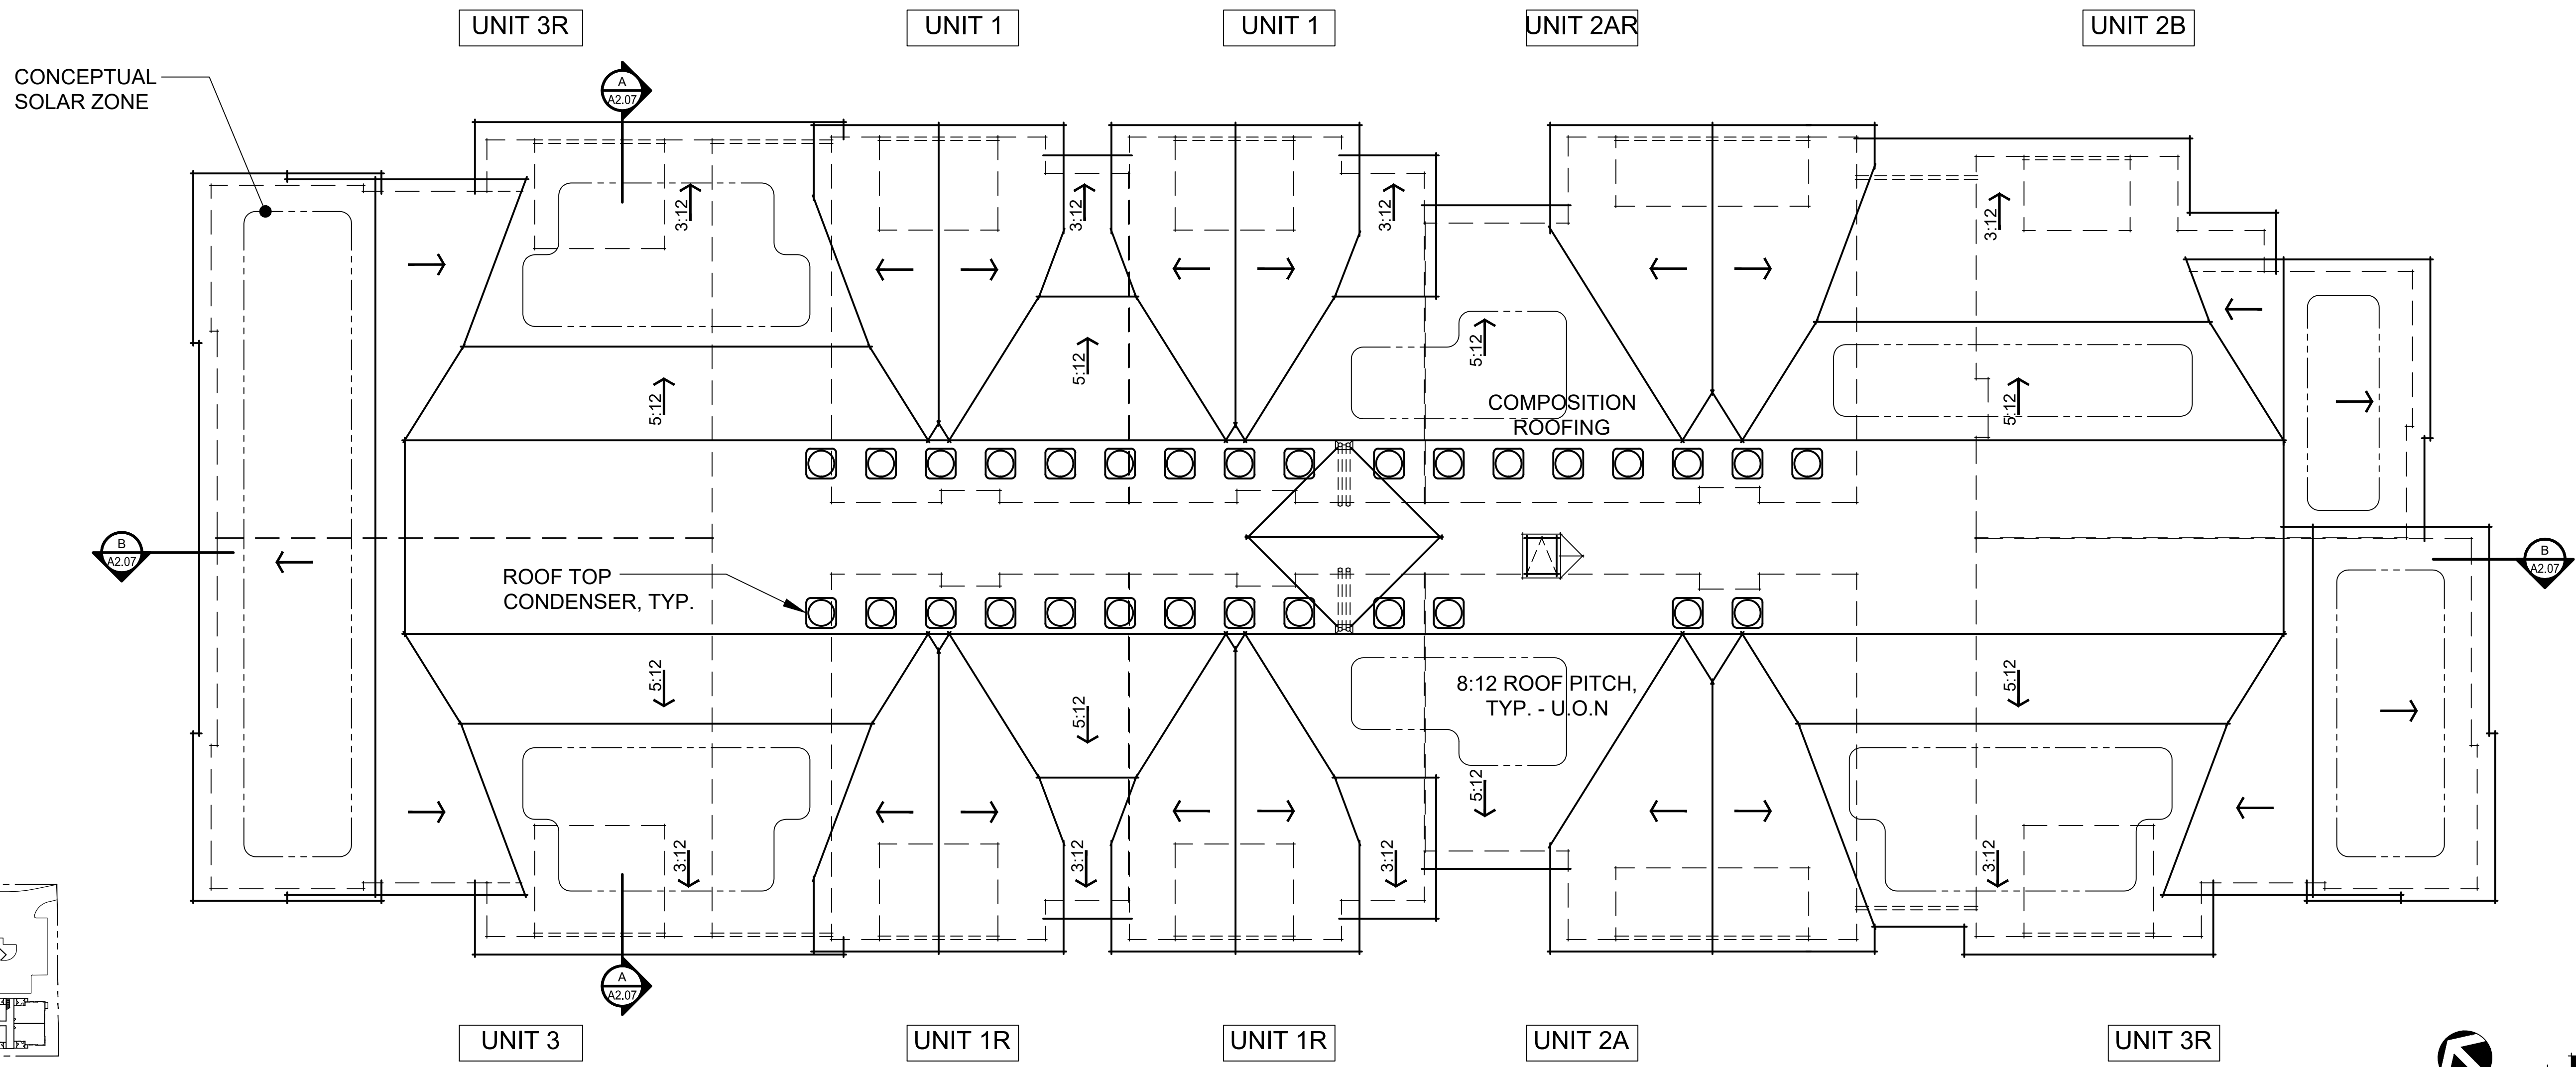 UNIT 3R
UNIT 1
UNIT 1
UNIT 2AR
UNIT 2B
CONCEPTUAL
SOLAR ZONE
A
A2.07
3:12
3:12
3:12
3:12
5:12
5:12
5:12
5:12
COMPOSITION
ROOFING
B
A2.07
B
A2.07
ROOF TOP
CONDENSER, TYP.
5:12
5:12
5:12
5:12
8:12 ROOF PITCH,
TYP. - U.O.N
3:12
3:12
3:12
3:12
A
A2.07
UNIT 3
UNIT 1R
UNIT 1R
UNIT 2A
UNIT 3R